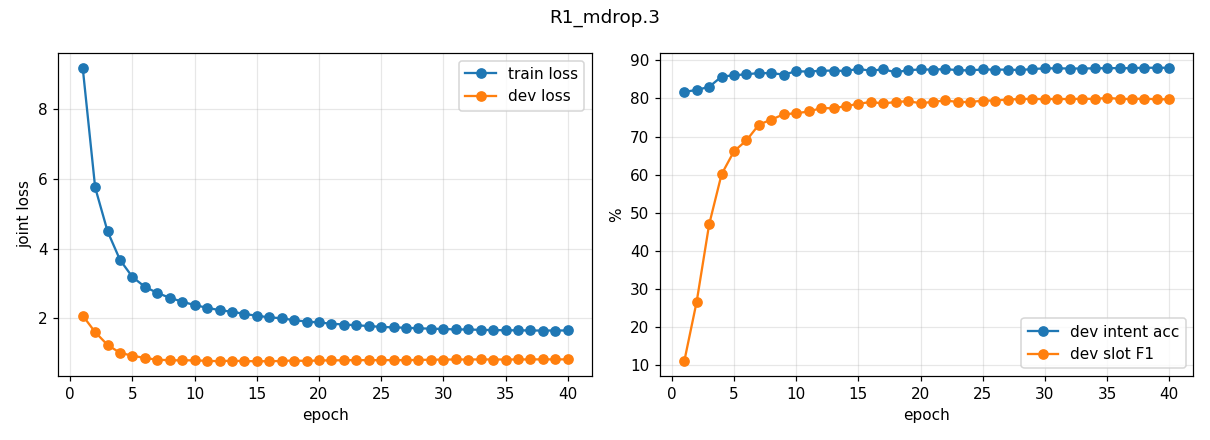 R1_mdrop.3
joint loss
8
6
4
2
train loss
dev loss
0 5 10 15 20 25 30 35 40
epoch
%
90
80
70
60
50
40
30
20
10
dev intent acc
dev slot F1
0 5 10 15 20 25 30 35 40
epoch